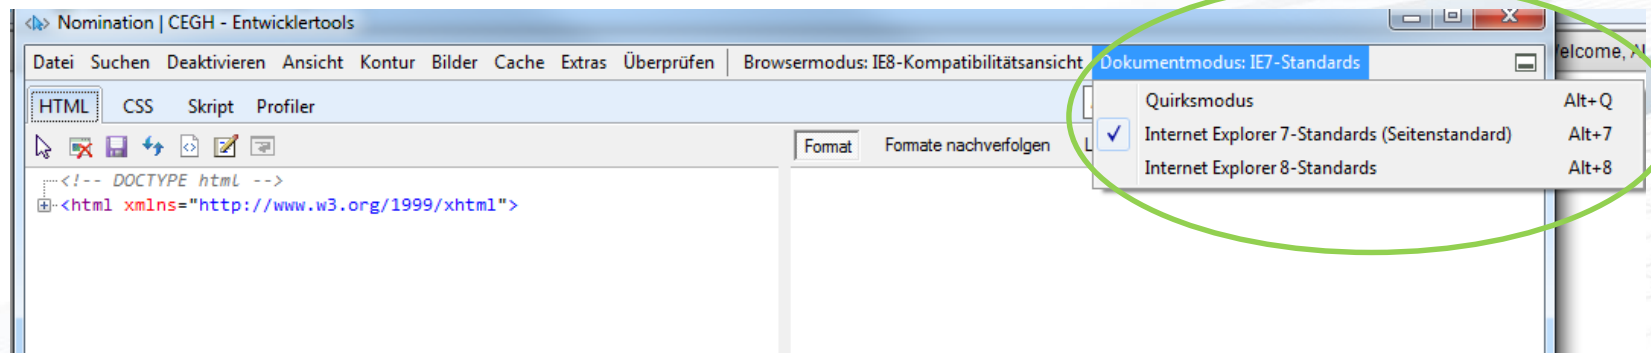 Nomination | CEGH - Entwicklertools
Datei Suchen Deaktivieren Ansicht Kontur Bilder Cache Extras Überprüfen Browsermodus: IE8-Kompatibilitätsansicht Dokumentmodus: IE7-Standards
elcome,
HTML CSS Skript Profiler
Quirksmodus Alt+Q
Internet Explorer 7-Standards (Seitenstandard) Alt+7
Internet Explorer 8-Standards Alt+8
Format Formate nachverfolgen
<!-- DOCTYPE html -->
<html xmlns="http://www.w3.org/1999/xhtml">